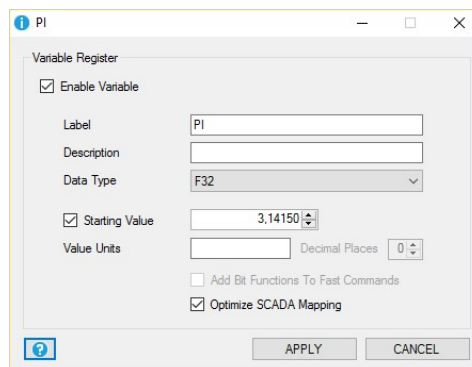 PI
Variable Register
Enable Variable
Label PI
Description
Data Type F32
Starting Value 3,14150
Value Units Decimal Places 0
Add Bit Functions To Fast Commands
Optimize SCADA Mapping
APPLY CANCEL